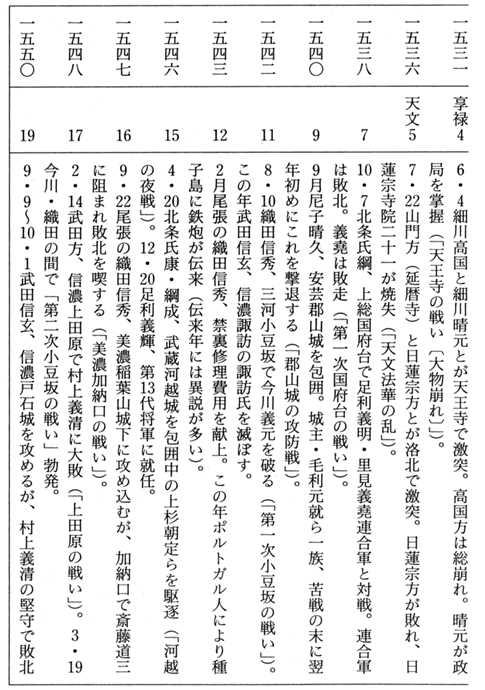 一五三一 享禄4 6・4細川高国と細川晴元とが天王寺で激突。高国方は総崩れ。晴元が政
局を掌握(「天王寺の戦い〔大物崩れ〕」)。
一五三六 天文5 7・22山門方(延暦寺)と日蓮宗方とが洛北で激突。日蓮宗方が敗れ、日
蓮宗寺院二十一が焼失(「天文法華の乱」)。
一五三八 7 10・7北条氏綱、上総国府台で足利義明・里見義堯連合軍と対戦。連合軍
は敗北。義堯は敗走(「第一次国府台の戦い」)。
一五四〇 9 9月尼子晴久、安芸郡山城を包囲。城主・毛利元就ら一族、苦戦の末に翌
年初めにこれを撃退する(「郡山城の攻防戦」)。
一五四二 11 8・10織田信秀、三河小豆坂で今川義元を破る(「第一次小豆坂の戦い」)。
この年武田信玄、信濃諏訪の諏訪氏を滅ぼす。
一五四三 12 2月尾張の織田信秀、禁裏修理費用を献上。この年ポルトガル人により種
子島に鉄炮が伝来(伝来年には異説が多い)。
一五四六 15 4・20北条氏康・綱成、武蔵河越城を包囲中の上杉朝定らを駆逐(「河越
の夜戦」)。12・20足利義輝、第13代将軍に就任。
一五四七 16 9・22尾張の織田信秀、美濃稲葉山城下に攻め込むが、加納口で斎藤道三
に阻まれ敗北を喫する(「美濃加納口の戦い」)。
一五四八 17 2・14武田方、信濃上田原で村上義清に大敗(「上田原の戦い」)。3・19
今川・織田の間で「第二次小豆坂の戦い」勃発。
一五五〇 19 9・9〜10・1武田信玄、信濃戸石城を攻めるが、村上義清の堅守で敗北